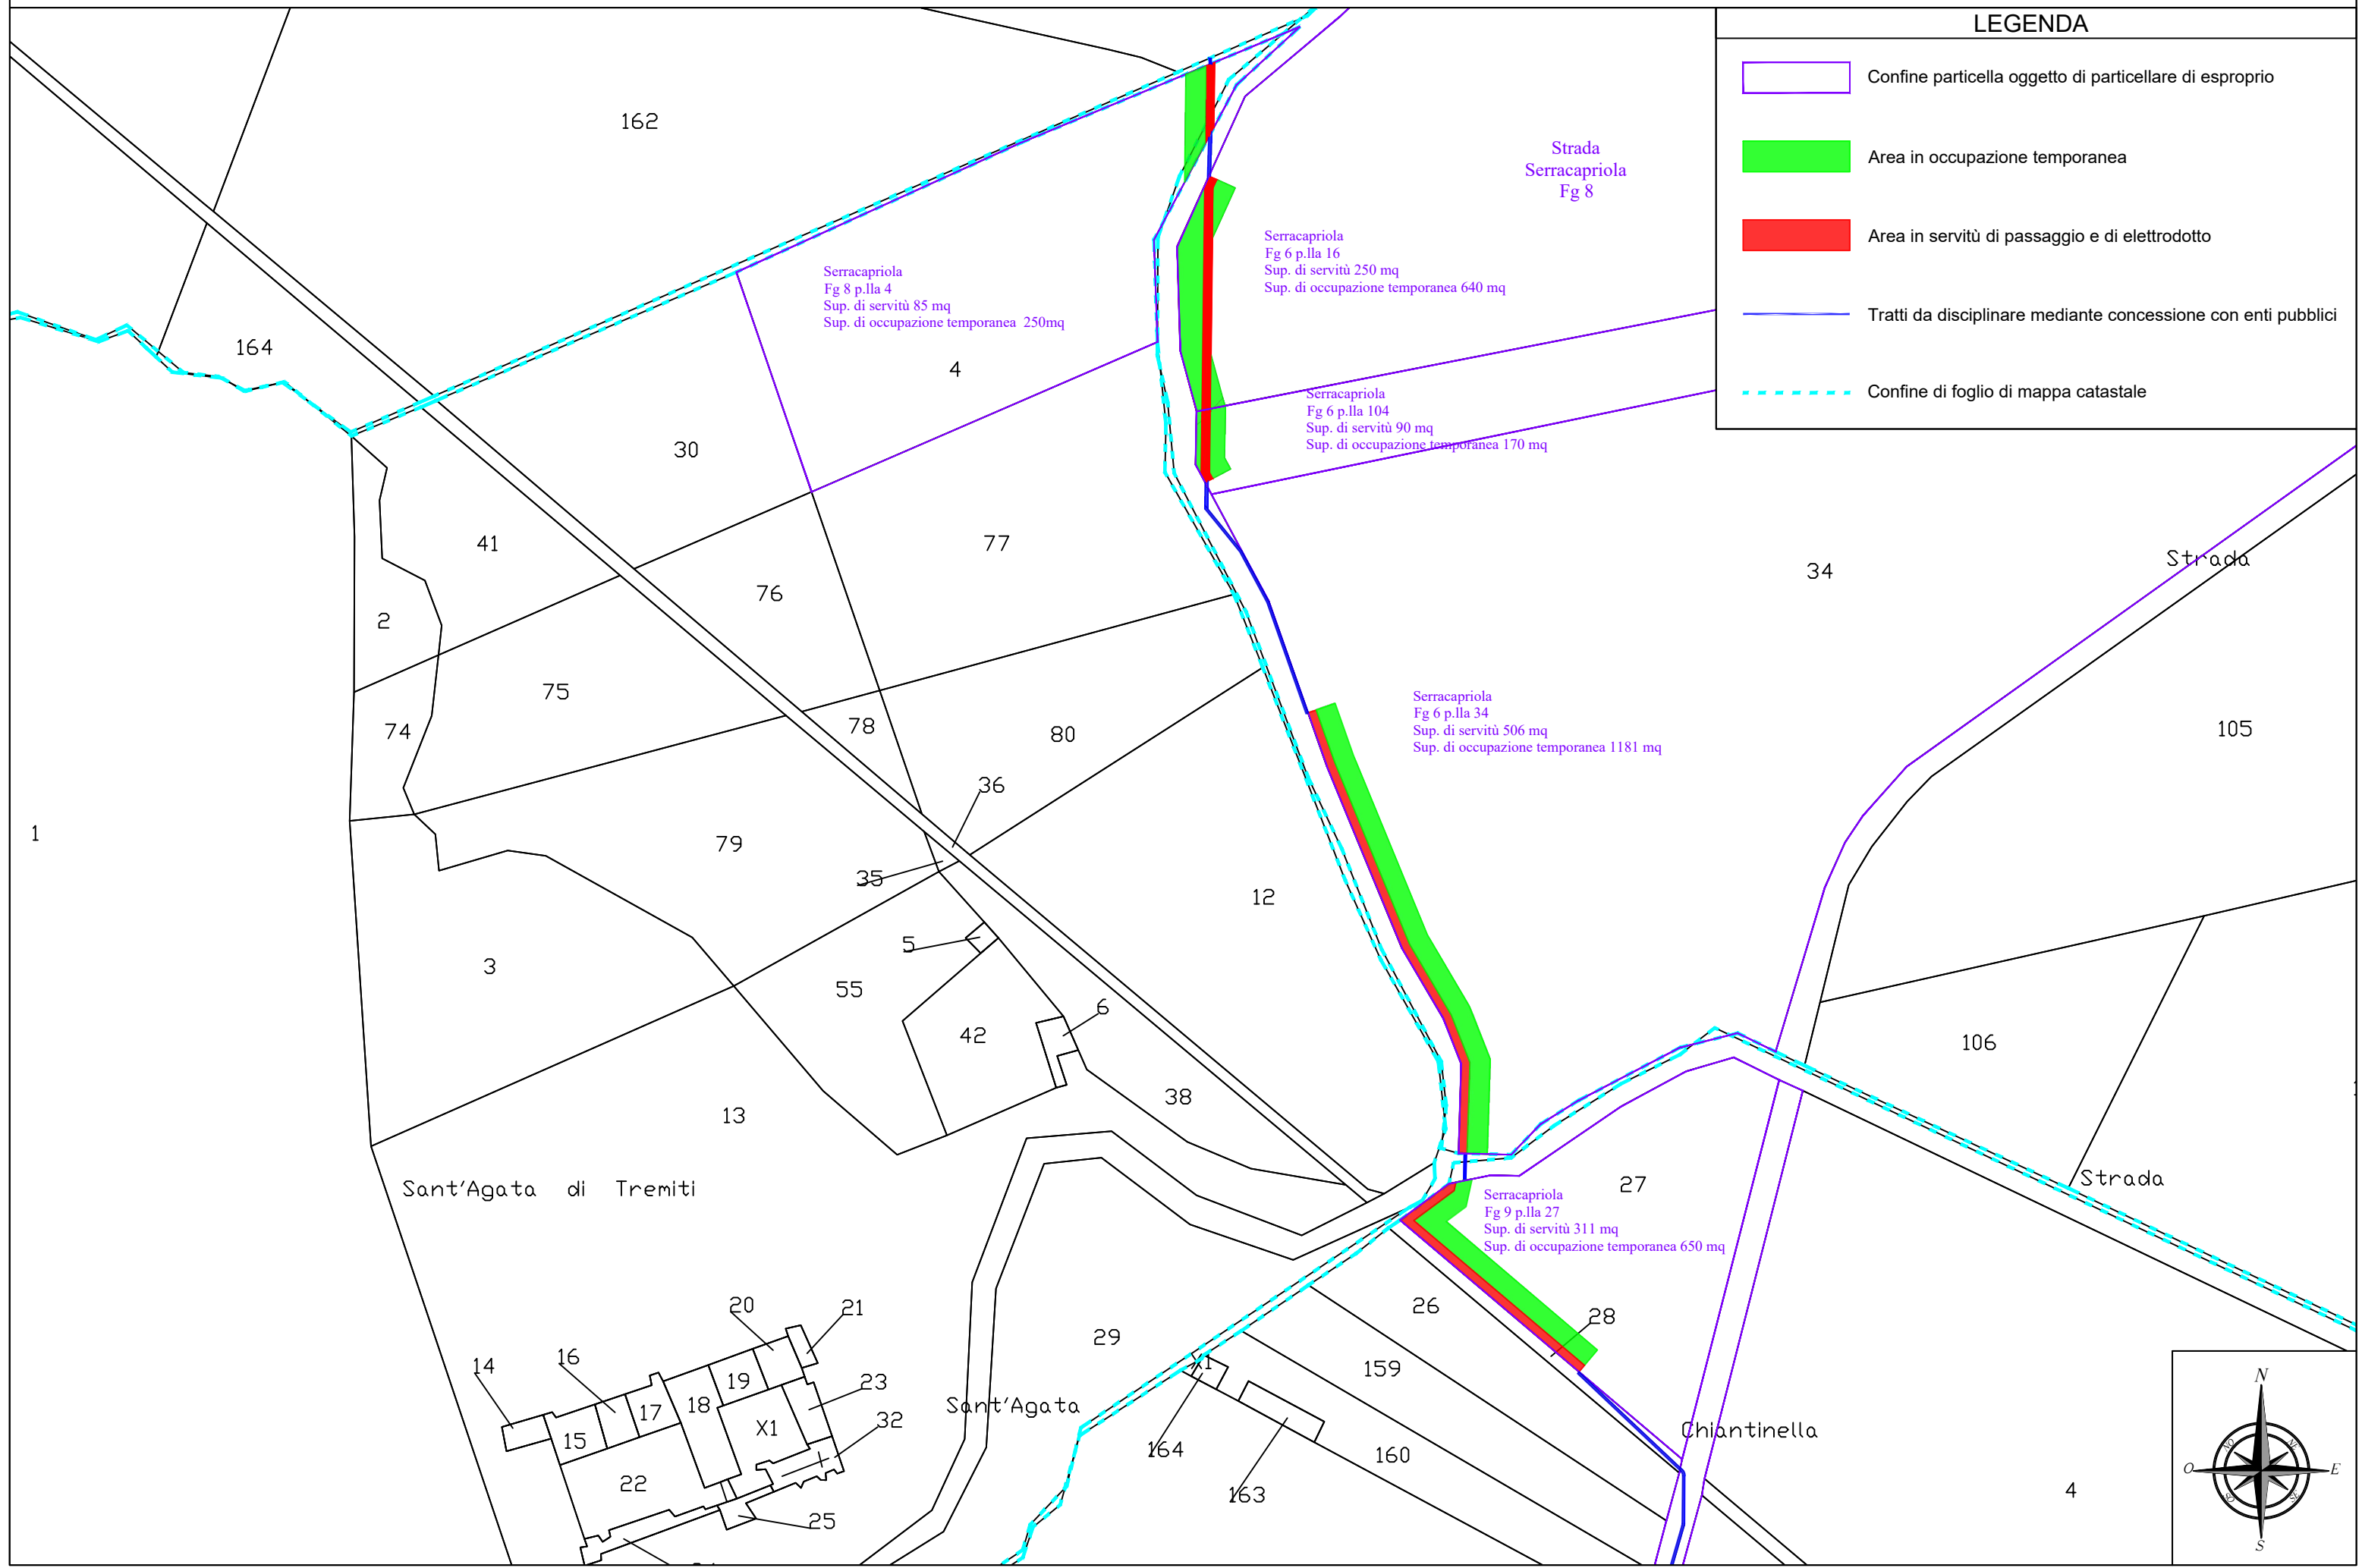 LEGENDA
Confine particella oggetto di particellare di esproprio
Area in occupazione temporanea
Area in servitù di passaggio e di elettrodotto
Tratti da disciplinare mediante concessione con enti pubblici
Confine di foglio di mappa catastale
162
Strada
Serracapriola
Fg 8
Serracapriola
Fg 6 p.lla 16
Sup. di servitù 250 mq
Sup. di occupazione temporanea 640 mq
Serracapriola
Fg 8 p.lla 4
Sup. di servitù 85 mq
Sup. di occupazione temporanea 250mq
164
4
Serracapriola
Fg 6 p.lla 104
Sup. di servitù 90 mq
Sup. di occupazione temporanea 170 mq
30
41
77
34
Strada
76
2
75
74
78
80
Serracapriola
Fg 6 p.lla 34
Sup. di servitù 506 mq
Sup. di occupazione temporanea 1181 mq
105
36
1
79
35
12
5
3
55
6
42
106
38
13
Sant'Agata di Tremiti
27
Strada
Serracapriola
Fg 9 p.lla 27
Sup. di servitù 311 mq
Sup. di occupazione temporanea 650 mq
20
21
26
28
29
14
16
X1
159
19
23
18
17
Sant'Agata
32
15
X1
Chiantinella
164
160
22
163
4
25
N
NO
NE
O
E
SO
SE
S